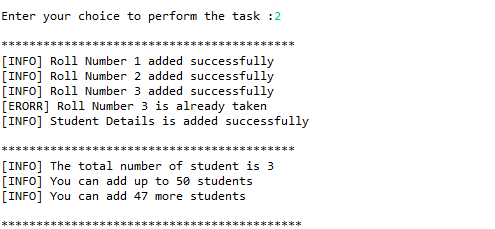 Enter your choice to perform the task :2
******************************************
[INFO] Roll Number 1 added successfully
[INFO] Roll Number 2 added successfully
[INFO] Roll Number 3 added successfully
[ERORR] Roll Number 3 is already taken
[INFO] Student Details is added successfully
******************************************
[INFO] The total number of student is 3
[INFO] You can add up to 50 students
[INFO] You can add 47 more students
*******************************************